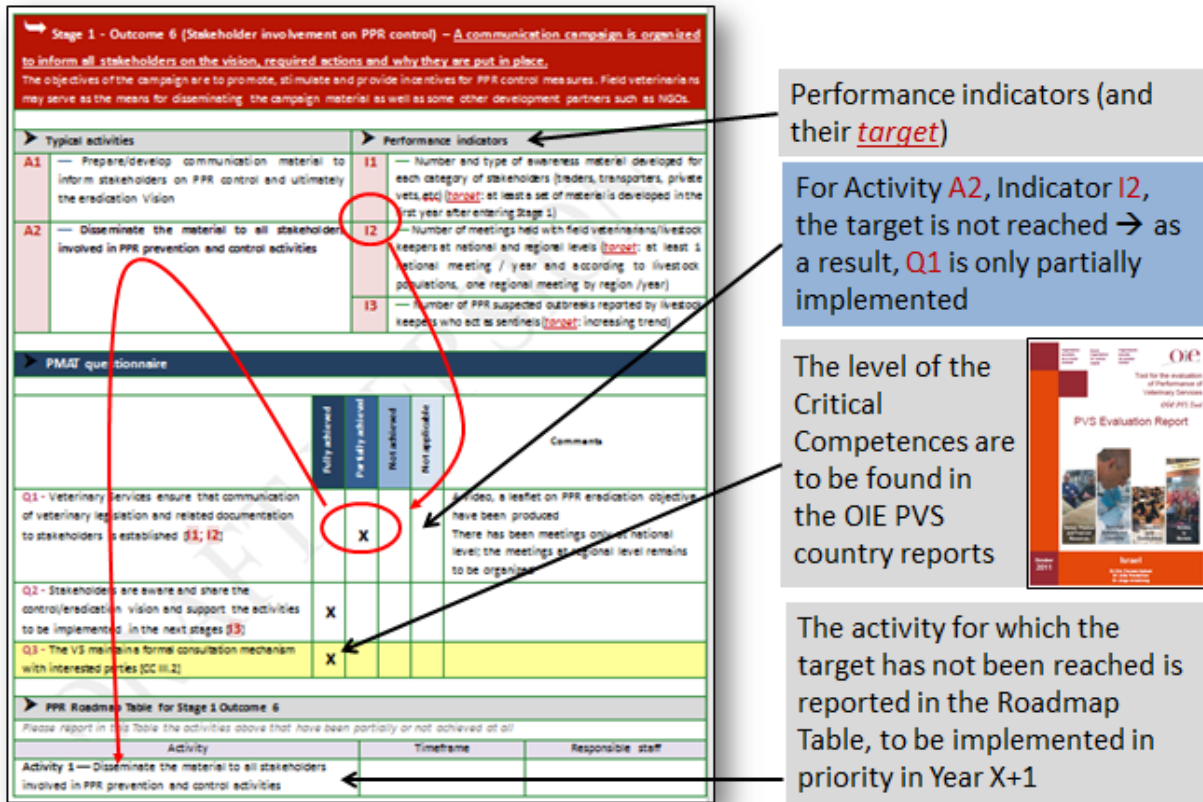 Stage 1 - Outcome 6 (Stakeholder involvement on PPR control) – A communication campaign is organized
to inform all stakeholders on the vision, required actions and why they are put in place.
The objectives of the campaign are to promote, stimulate and provide incentives for PPR control measures. Field veterinarians
may serve as the means for disseminating the campaign material as well as some other development partners such as NGOs.
Typical activities
Performance indicators
A1 — Prepare/develop communication material to
inform stakeholders on PPR control and ultimately
the eradication Vision
I1 — Number and type of awareness material developed for
each category of stakeholders (traders, transporters, private
vets, etc) (target: at least a set of material is developed in the
first year after entering Stage 1)
A2 — Disseminate the material to all stakeholders
involved in PPR prevention and control activities
I2 — Number of meetings held with field veterinarians/livestock
keepers at national and regional levels (target: at least 1
national meeting / year and according to livestock
populations, one regional meeting by region /year)
I3 — Number of PPR suspected outbreaks reported by livestock
keepers who act as sentinels (target: increasing trend)
PMAT questionnaire
Fully achieved
Partially achieved
Not achieved
Not applicable
Comments
Q1 - Veterinary Services ensure that communication
of veterinary legislation and related documentation
to stakeholders is established [I1; I2]
X
A video, a leaflet on PPR eradication objective
have been produced
There has been meetings only at national
level; the meetings at regional level remains
to be organized
Q2 - Stakeholders are aware and share the
control/eradication vision and support the activities
to be implemented in the next stages [I3]
X
Q3 - The VS maintain a formal consultation mechanism
with interested parties [CC III.2]
X
PPR Roadmap Table for Stage 1 Outcome 6
Please report in this Table the activities above that have been partially or not achieved at all
Activity
Timeframe
Responsible staff
Activity 1 — Disseminate the material to all stakeholders
involved in PPR prevention and control activities
DRAFT VERSION
Performance indicators (and
their target)
For Activity A2, Indicator I2,
the target is not reached → as
a result, Q1 is only partially
implemented
The level of the
Critical
Competences are
to be found in
the OIE PVS
country reports
Oie
Tool for the evaluation
of Performance of
Veterinary Services
OIE PVS Tool
PVS Evaluation Report
October
2011
Israel
The activity for which the
target has not been reached is
reported in the Roadmap
Table, to be implemented in
priority in Year X+1